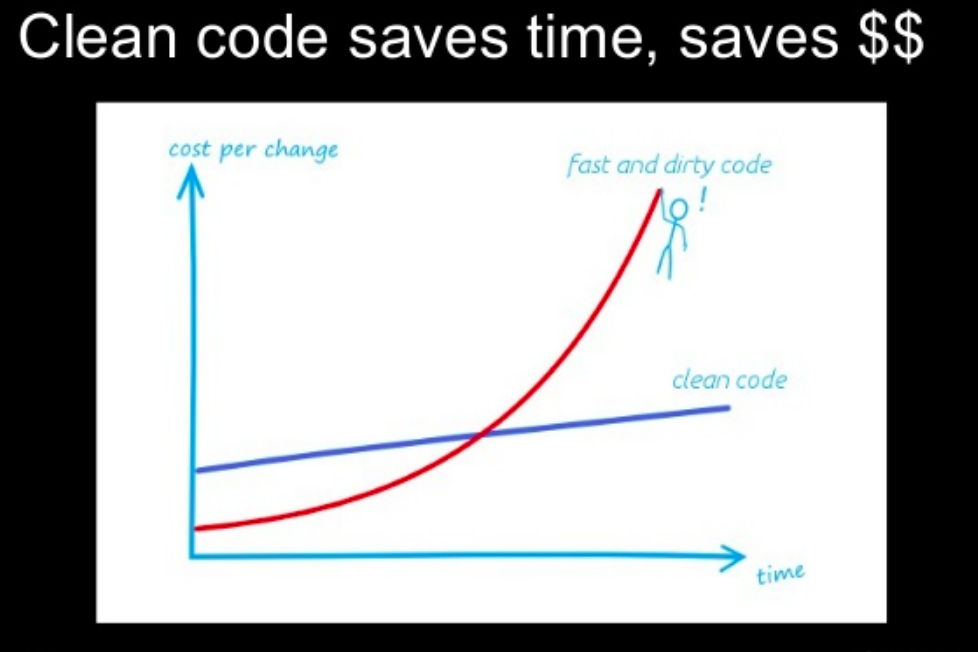 Clean code saves time, saves $$
cost per change
fast and dirty code
!
clean code
time